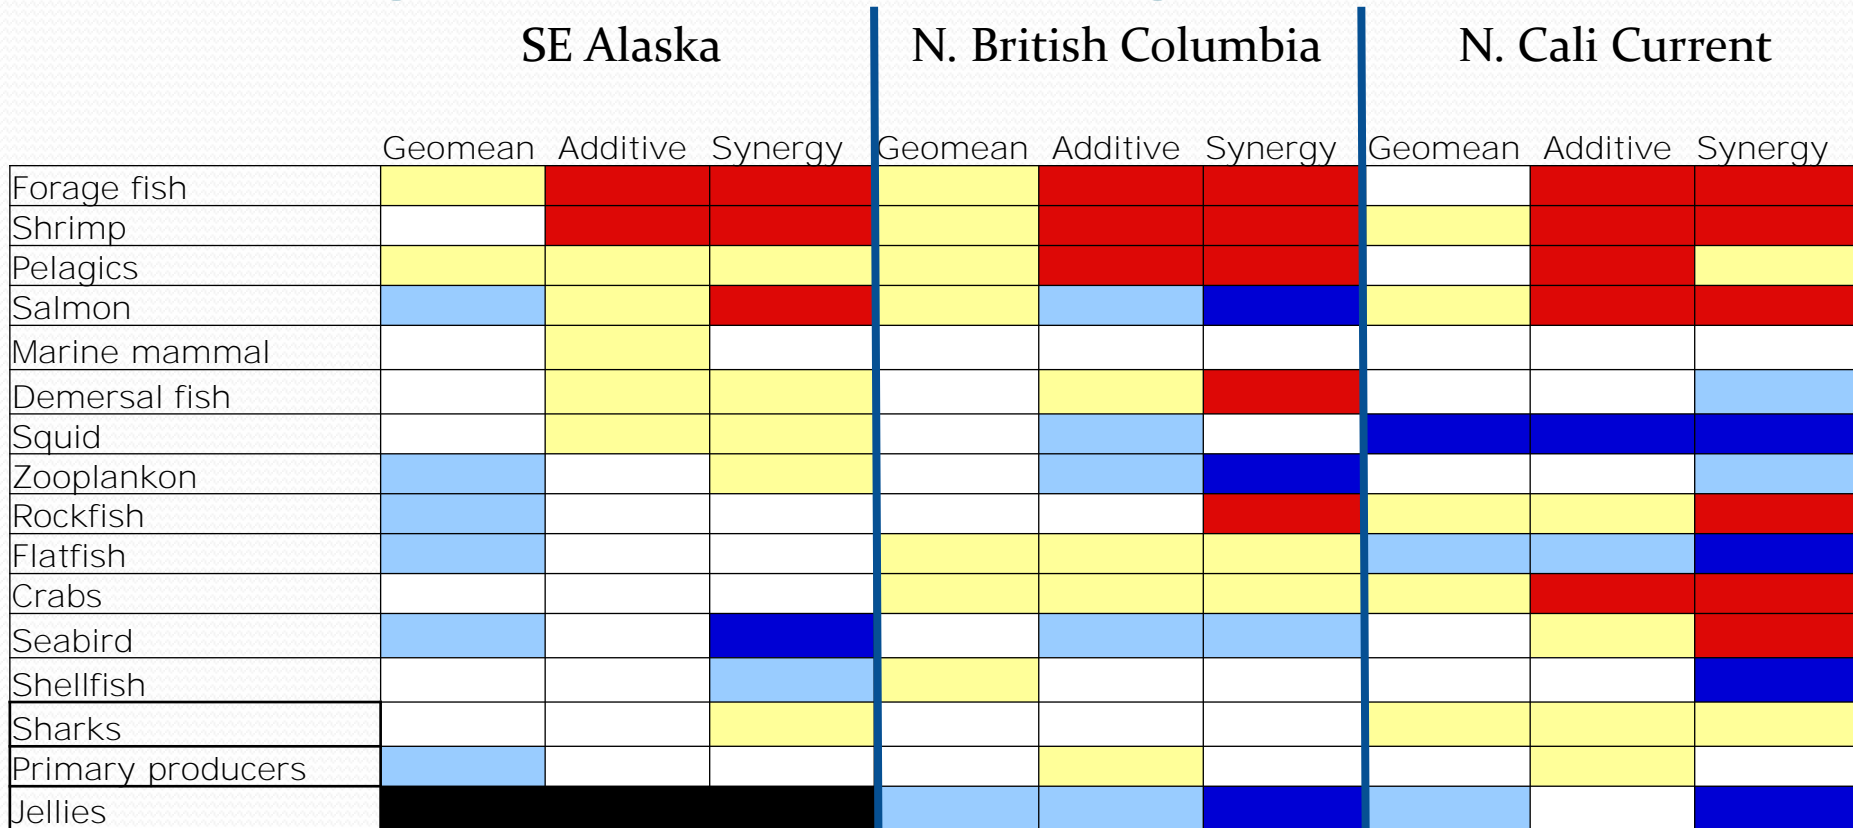 SE Alaska N. British Columbia N. Cali Current
Geomean Additive Synergy Geomean Additive Synergy Geomean Additive Synergy
Forage fish
Shrimp
Pelagics
Salmon
Marine mammal
Demersal fish
Squid
Zooplankon
Rockfish
Flatfish
Crabs
Seabird
Shellfish
Sharks
Primary producers
Jellies